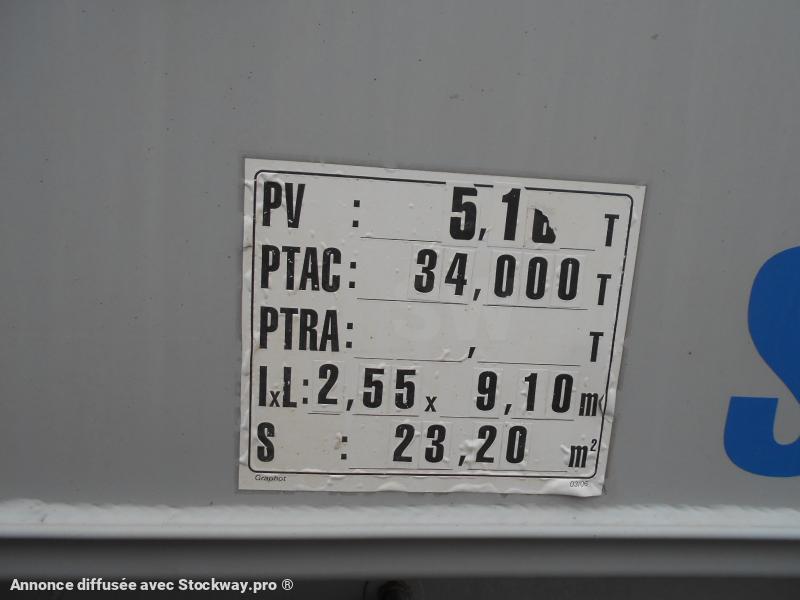 PV : 5,1 T
PTAC: 34,000 T
PTRA: , T
lxL: 2,55 x 9,10 m
S : 23,20 m²
Graphot 03/06
S
Annonce diffusée avec Stockway.pro ®